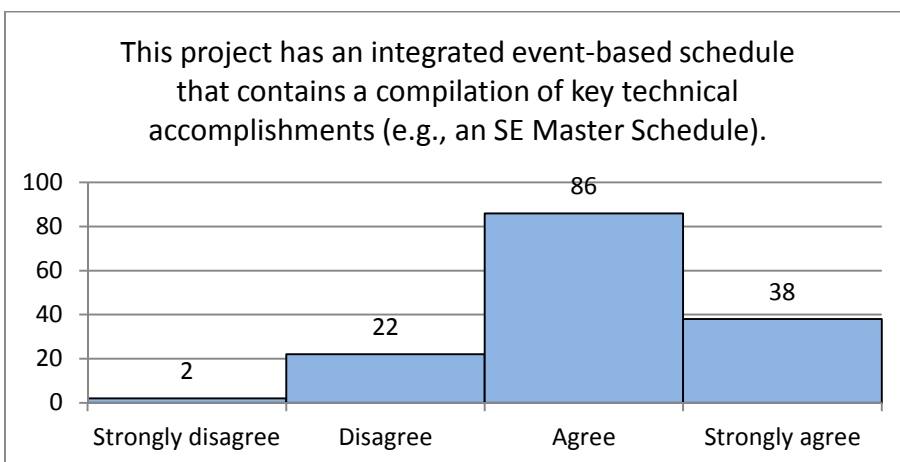 This project has an integrated event-based schedule
that contains a compilation of key technical
accomplishments (e.g., an SE Master Schedule).
100
80
60
40
20
0
2
22
86
38
Strongly disagree
Disagree
Agree
Strongly agree